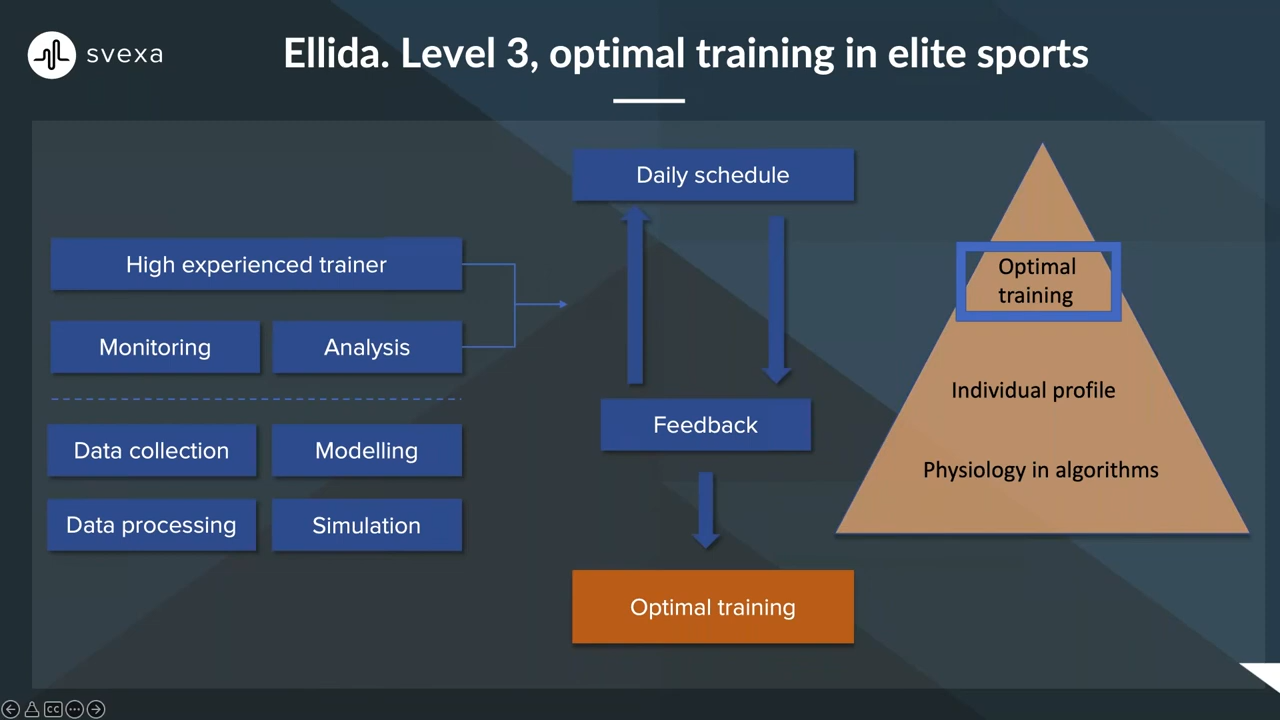 svexa
Ellida. Level 3, optimal training in elite sports
Daily schedule
High experienced trainer
Monitoring
Analysis
Data collection
Modelling
Data processing
Simulation
Feedback
Optimal training
Optimal
training
Individual profile
Physiology in algorithms
CC